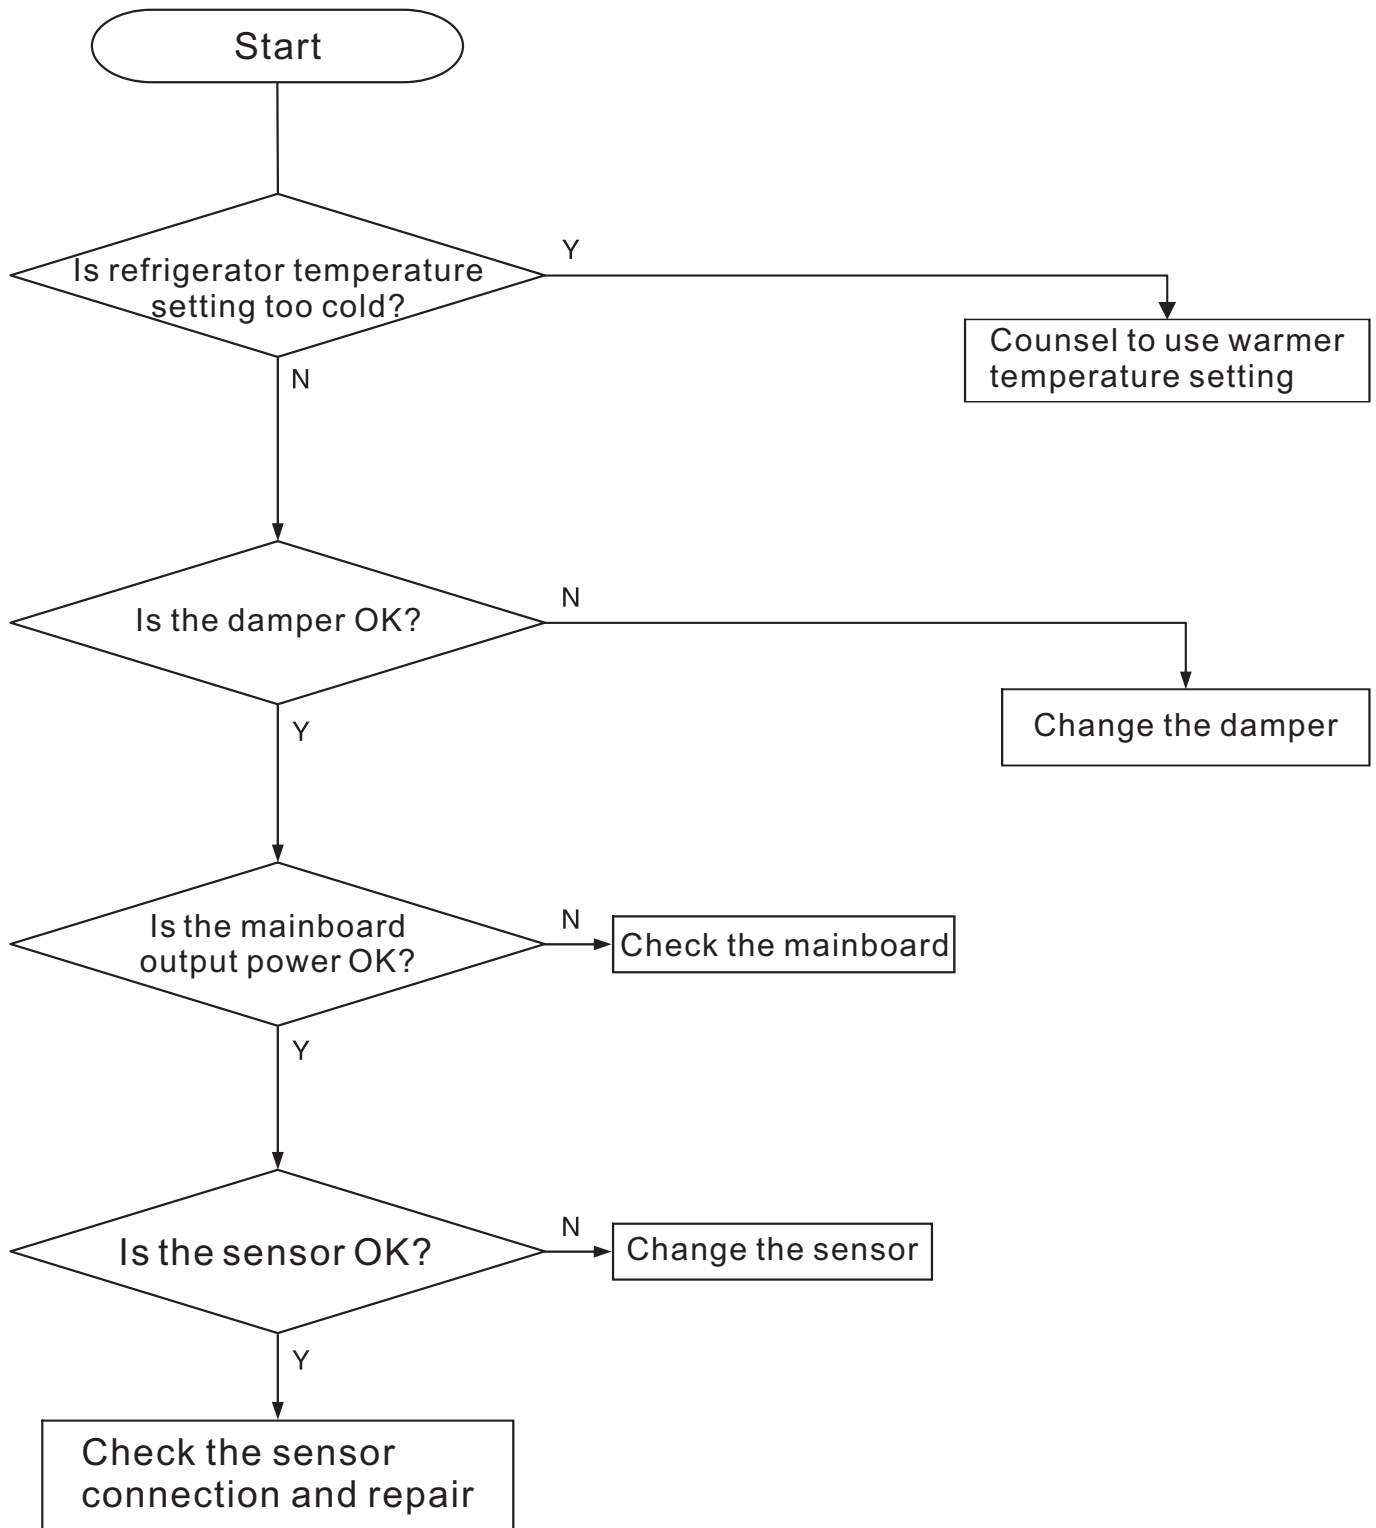 Start
Is refrigerator temperature
setting too cold?
Y
Counsel to use warmer
temperature setting
N
Is the damper OK?
N
Change the damper
Y
Is the mainboard
output power OK?
N
Check the mainboard
Y
Is the sensor OK?
N
Change the sensor
Y
Check the sensor
connection and repair